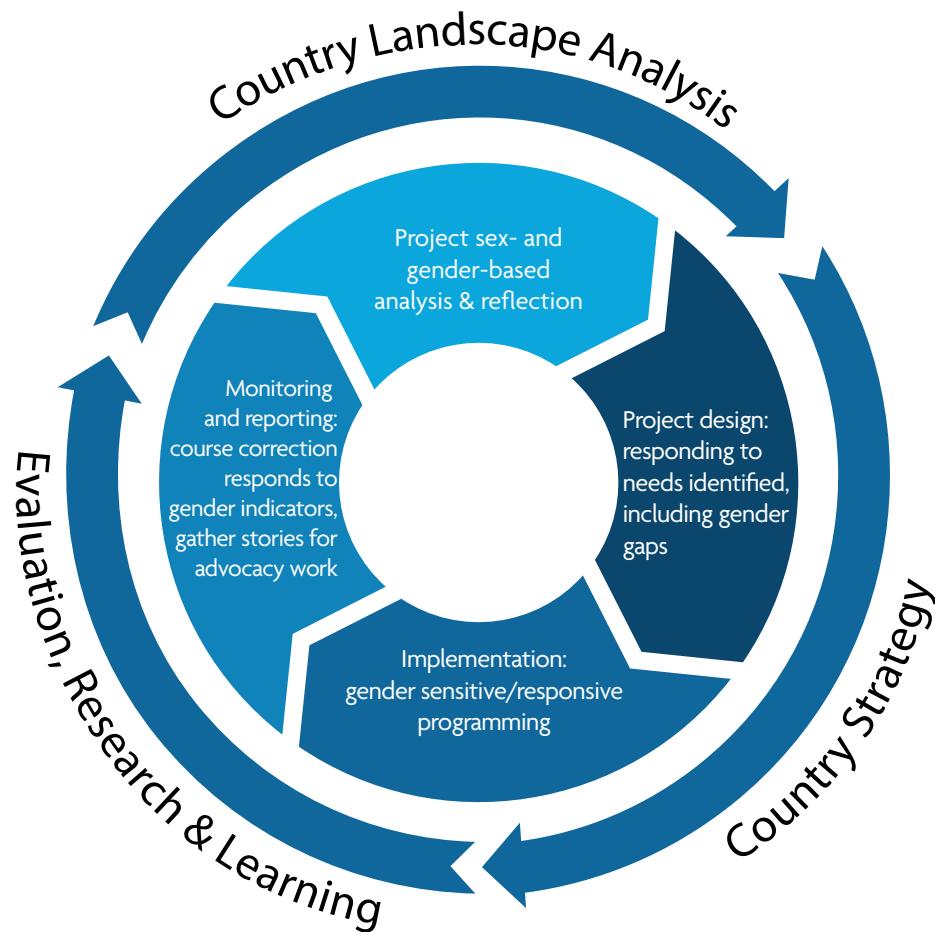 Country Landscape Analysis
Project sex- and
gender-based
analysis & reflection
Project design:
responding to
needs identified,
including gender
gaps
Country Strategy
Implementation:
gender sensitive/responsive
programming
Monitoring
and reporting:
course correction
responds to
gender indicators,
gather stories for
advocacy work
Evaluation, Research & Learning